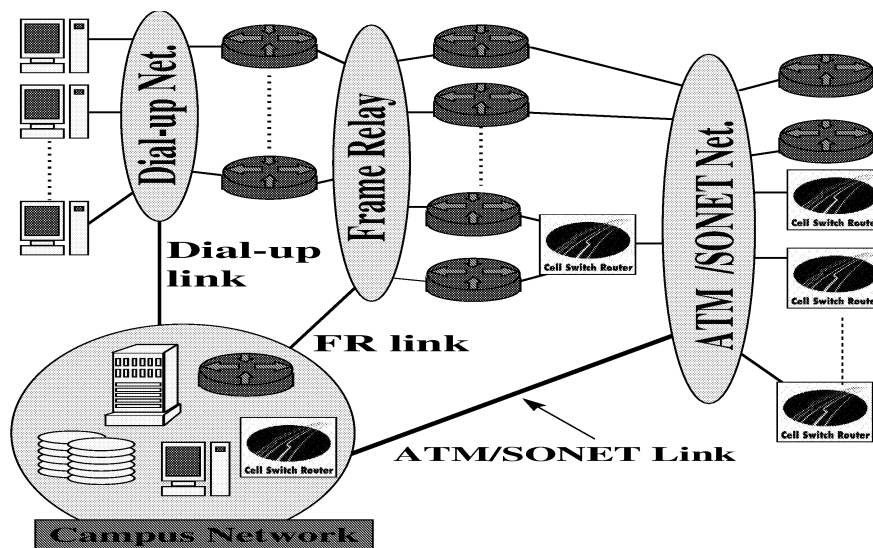 Dial-up Net.
Frame Relay
ATM /SONET Net.
Cell Switch Router
Cell Switch Router
Cell Switch Router
Dial-up
link
FR link
Cell Switch Router
Cell Switch Router
ATM/SONET Link
Campus Network